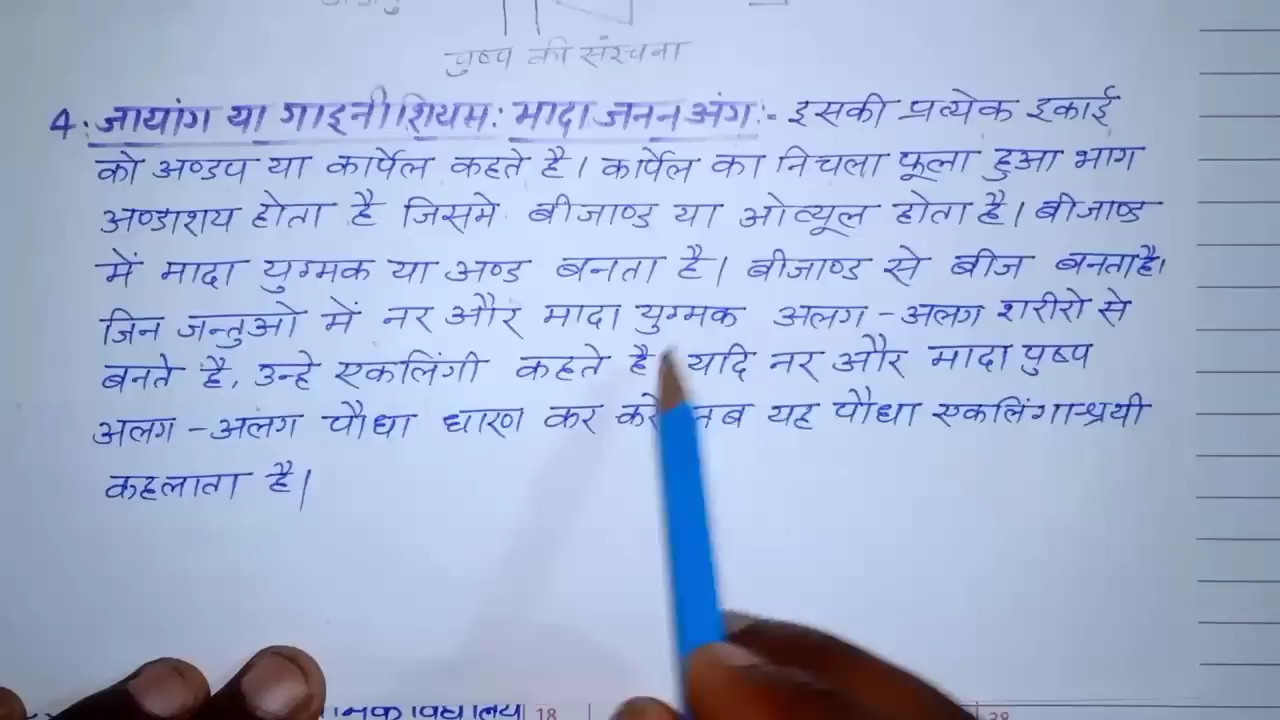 पुष्प की संरचना
4. जायांग या गाइनीशियम: मादा जनन अंग :- इसकी प्रत्येक इकाई
को अण्डप या कार्पेल कहते है। कार्पेल का निचला फूला हुआ भाग
अण्डाशय होता है जिसमे बीजाण्ड या ओव्यूल होता है। बीजाण्ड
में मादा युग्मक या अण्ड बनता है। बीजाण्ड से बीज बनता है।
जिन जन्तुओ में नर और मादा युग्मक अलग-अलग शरीरो से
बनते है, उन्हे एकलिंगी कहते है यदि नर और मादा पुष्प
अलग-अलग पौधा धारण कर करे तब यह पौधा एकलिंगाश्रयी
कहलाता है।
18